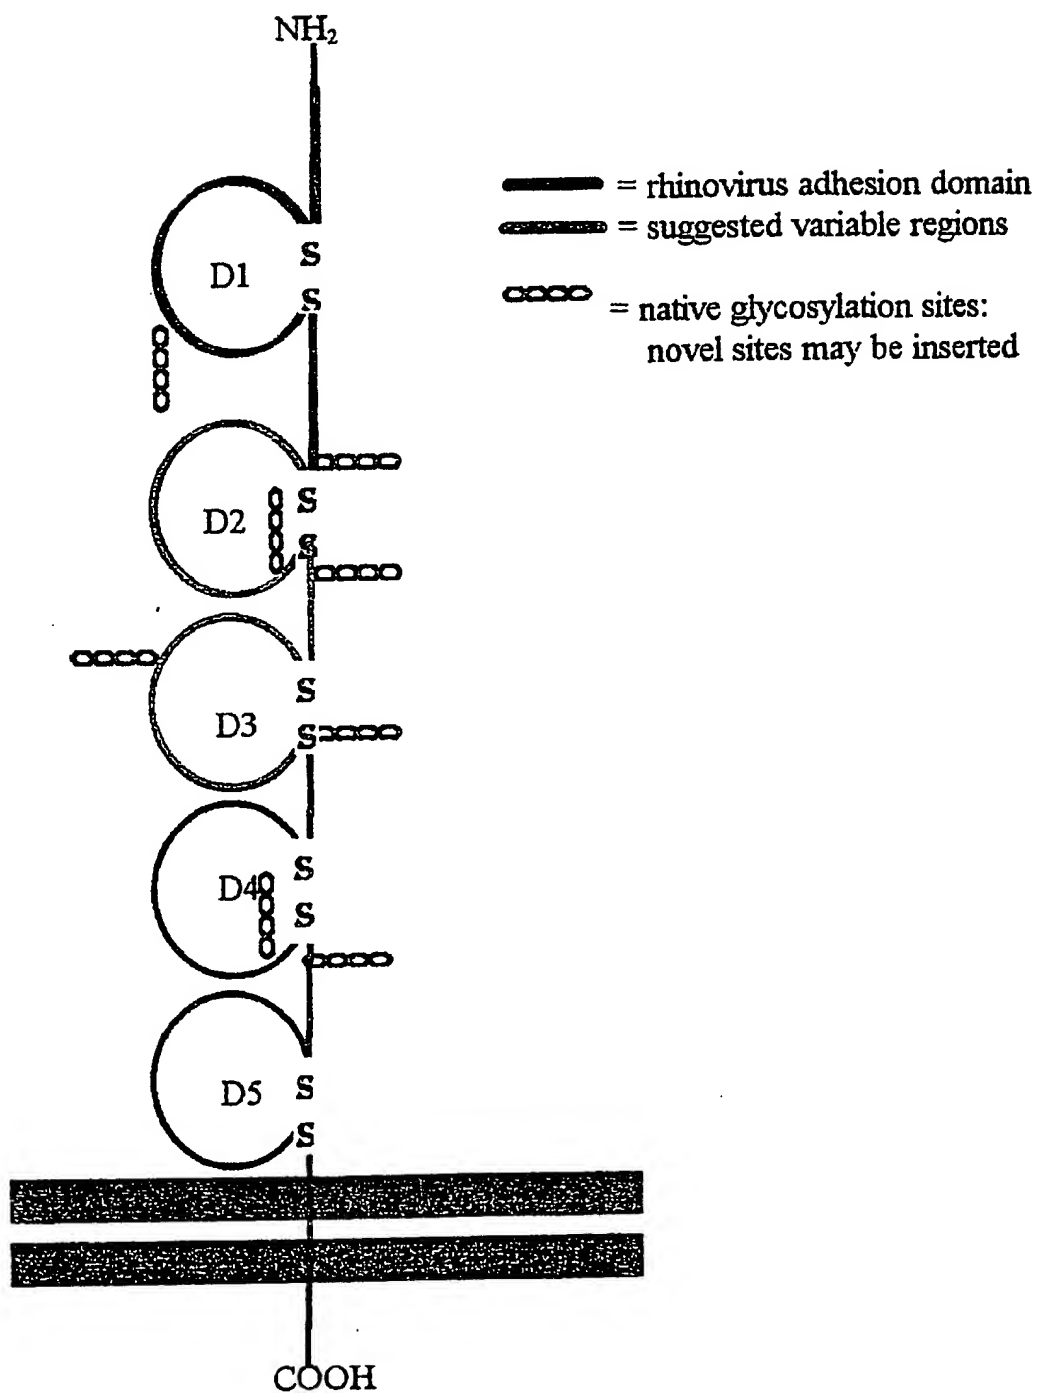 NH₂
= rhinovirus adhesion domain
= suggested variable regions
= native glycosylation sites:
novel sites may be inserted
S
D1
S
S
D2
S
S
D3
S
S
D4
S
S
D5
S
COOH